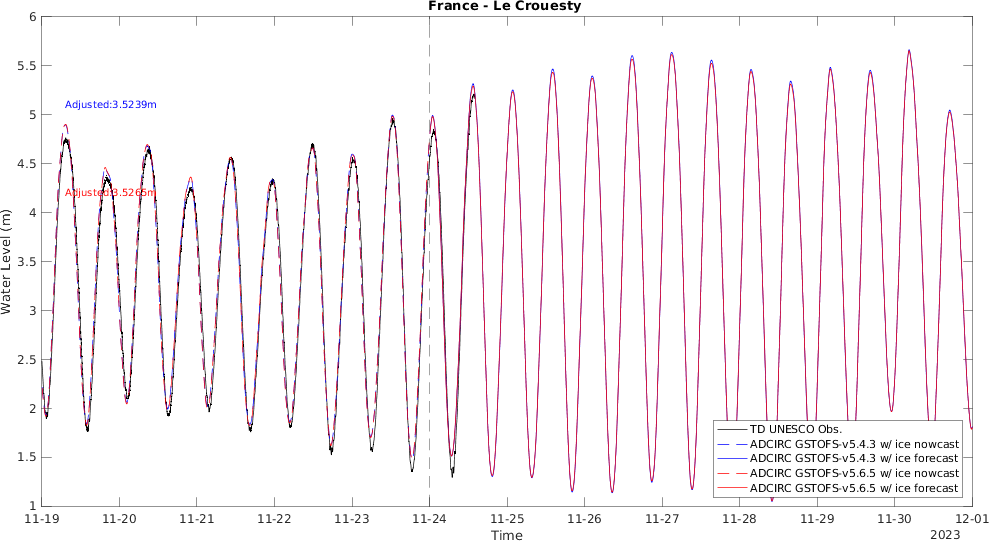 France - Le Crouesty
6
5.5
5
4.5
4
3.5
3
2.5
2
1.5
1
Water Level (m)
Adjusted:3.5239m
Adjusted:3.5265m
TD UNESCO Obs.
ADCIRC GSTOFS-v5.4.3 w/ ice nowcast
ADCIRC GSTOFS-v5.4.3 w/ ice forecast
ADCIRC GSTOFS-v5.6.5 w/ ice nowcast
ADCIRC GSTOFS-v5.6.5 w/ ice forecast
11-19 11-20 11-21 11-22 11-23 11-24 11-25 11-26 11-27 11-28 11-29 11-30 12-01
Time
2023